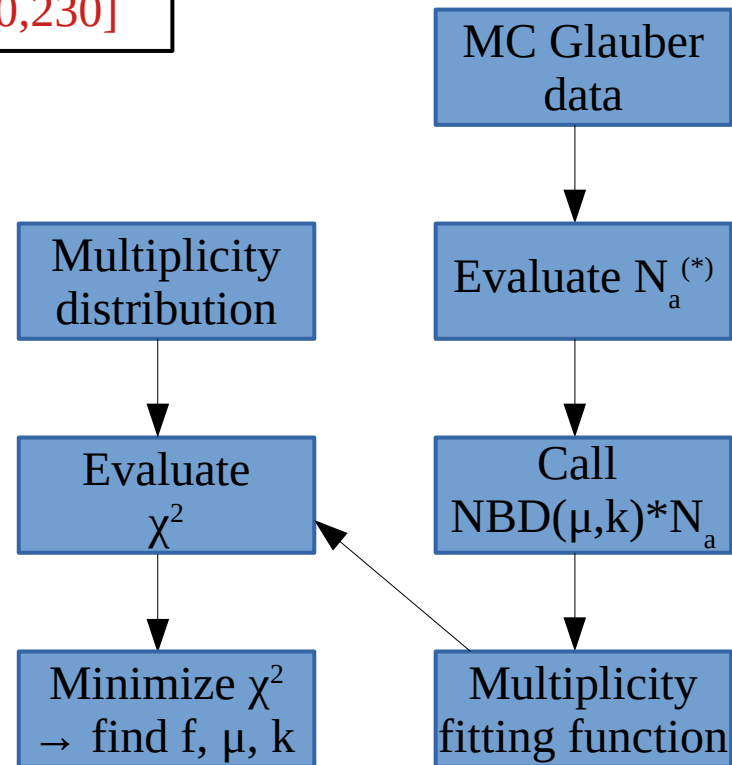 0,230]
MC Glauber
data
Multiplicity
distribution
Evaluate Nₐ⁽*⁾
Evaluate
χ²
Call
NBD(μ,k)*Nₐ
Minimize χ²
→ find f, μ, k
Multiplicity
fitting function